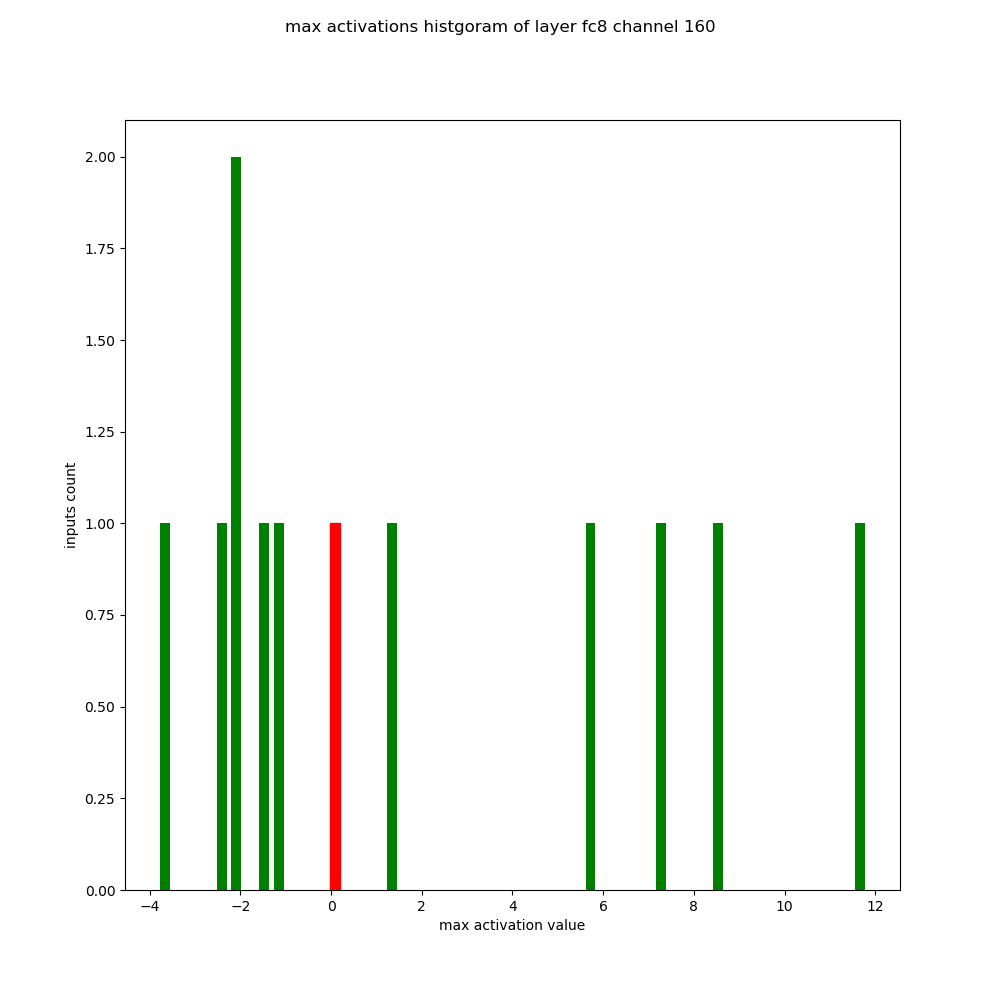 max activations histgoram of layer fc8 channel 160
2.00
1.75
1.50
1.25
1.00
0.75
0.50
0.25
0.00
inputs count
−4 −2 0 2 4 6 8 10 12
max activation value